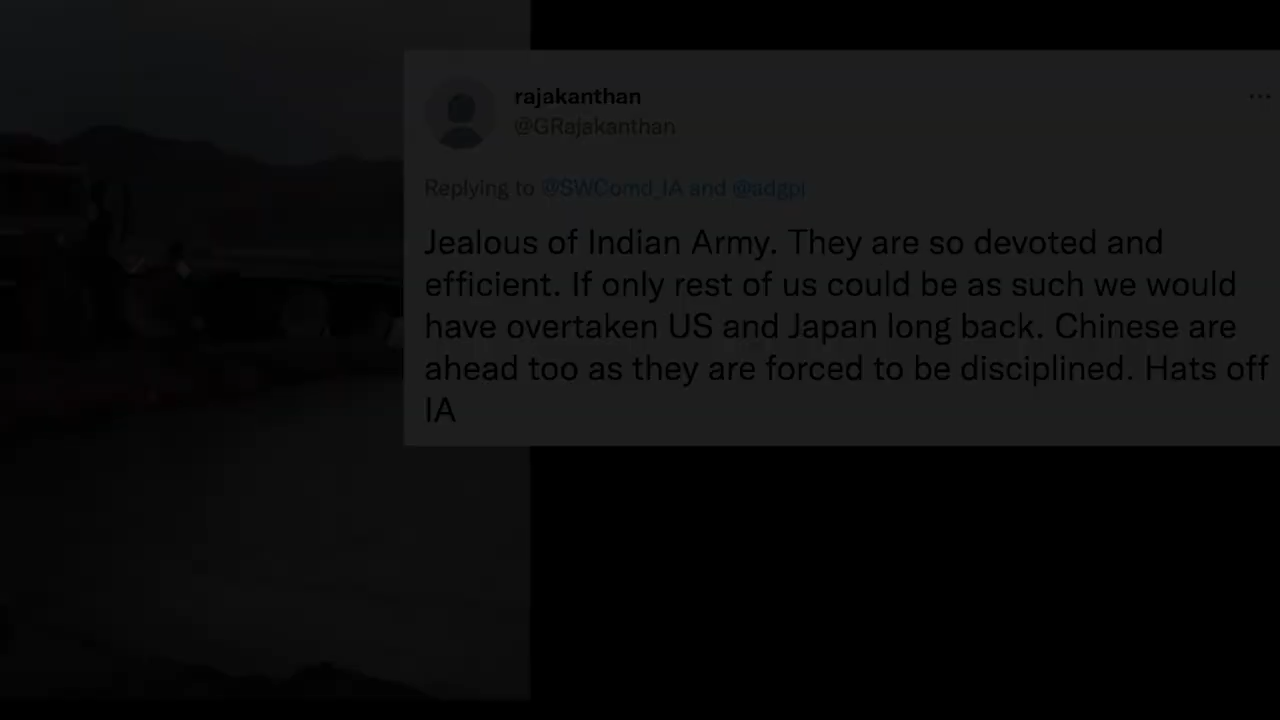 rajakanthan
@GRajakanthan
Replying to @SWComd_IA and @adgpi
Jealous of Indian Army. They are so devoted and
efficient. If only rest of us could be as such we would
have overtaken US and Japan long back. Chinese are
ahead too as they are forced to be disciplined. Hats off
IA